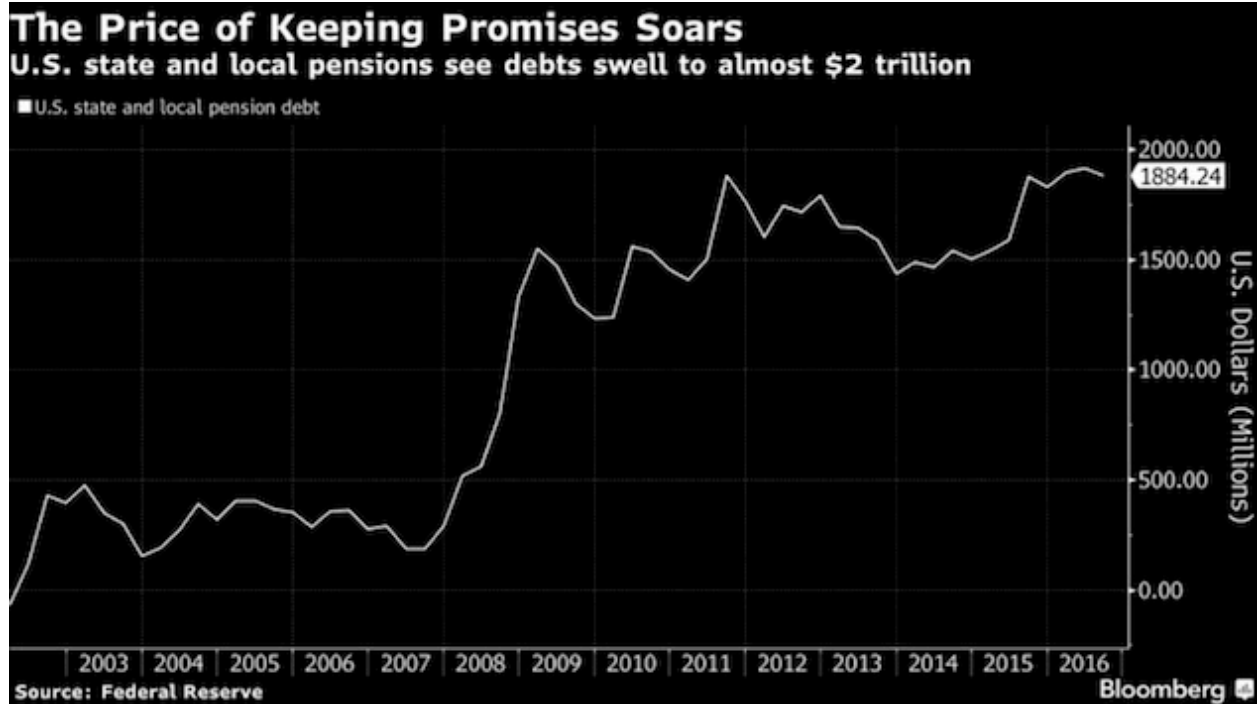 The Price of Keeping Promises Soars
U.S. state and local pensions see debts swell to almost $2 trillion
U.S. state and local pension debt
2000.00
1884.24
1500.00
1000.00
500.00
0.00
U.S. Dollars (Millions)
2003 2004 2005 2006 2007 2008 2009 2010 2011 2012 2013 2014 2015 2016
Source: Federal Reserve
Bloomberg